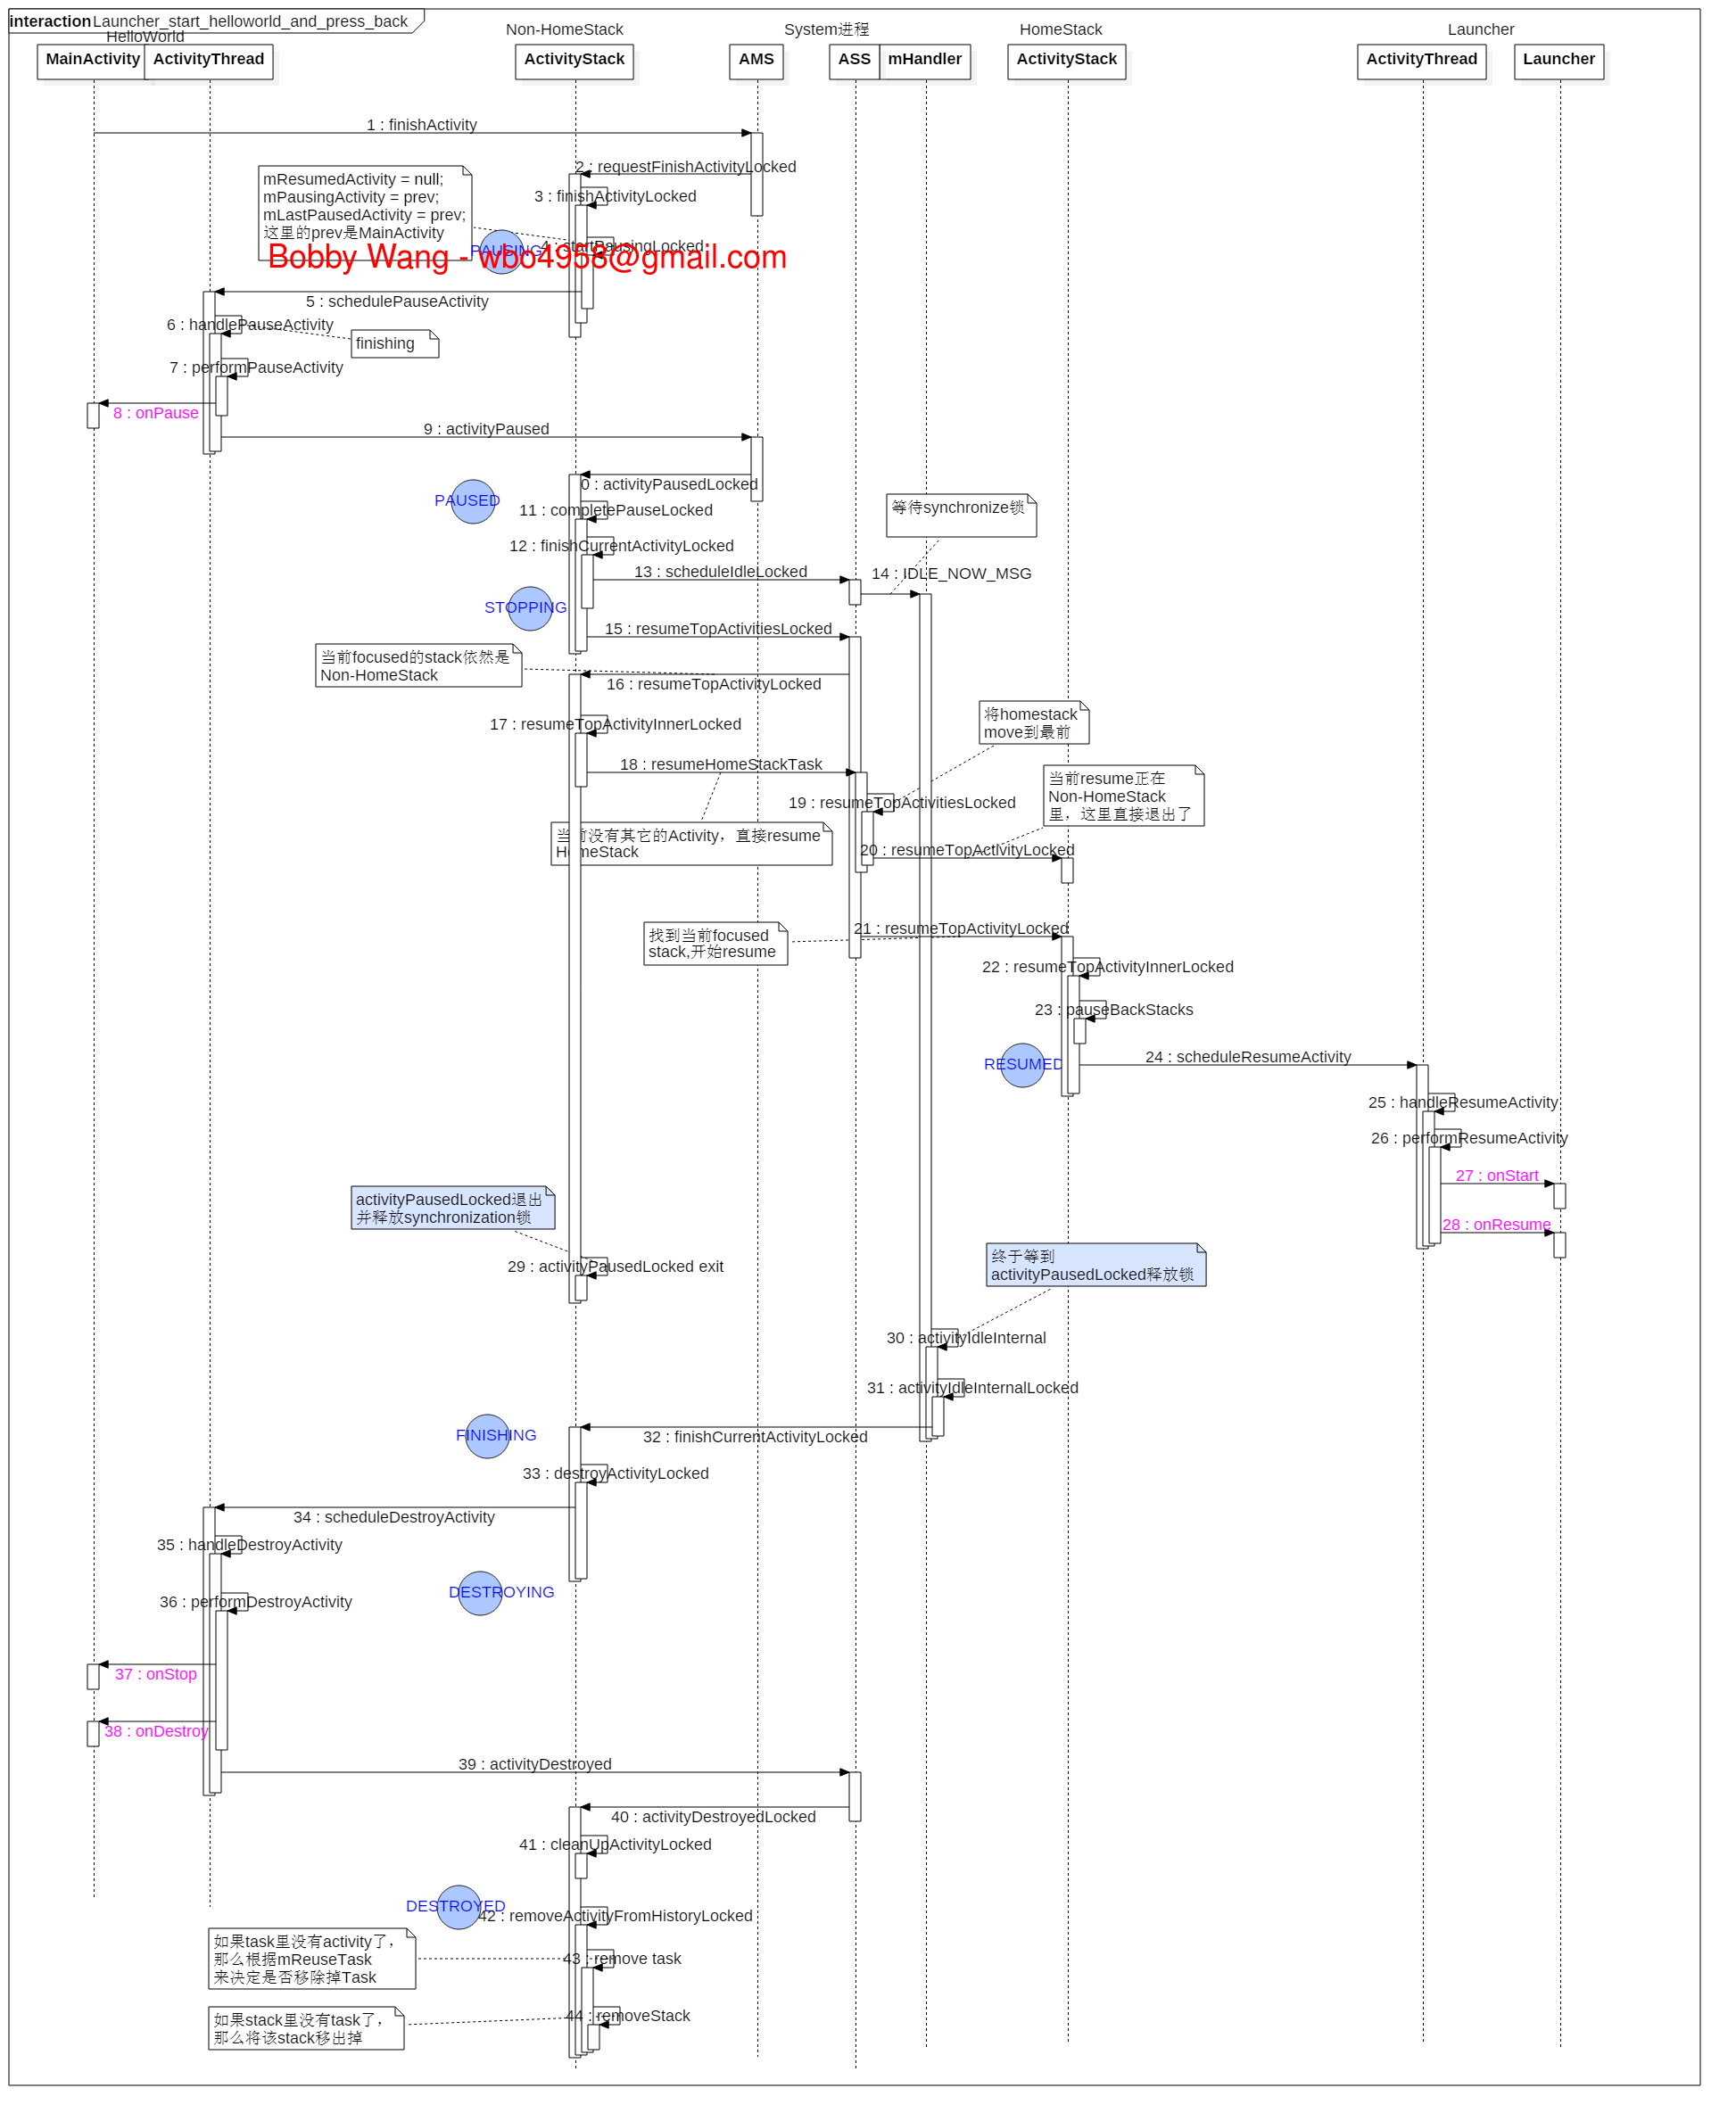 interaction Launcher_start_helloworld_and_press_back
HelloWorld
Non-HomeStack
System进程
HomeStack
Launcher
MainActivity
ActivityThread
ActivityStack
AMS
ASS
mHandler
ActivityStack
ActivityThread
Launcher
1 : finishActivity
2 : requestFinishActivityLocked
mResumedActivity = null;
mPausingActivity = prev;
mLastPausedActivity = prev;
这里的prev是MainActivity
3 : finishActivityLocked
4 : startPausingLocked
PAUSING
Bobby Wang - wbo4958@gmail.com
5 : schedulePauseActivity
6 : handlePauseActivity
finishing
7 : performPauseActivity
8 : onPause
9 : activityPaused
0 : activityPausedLocked
PAUSED
11 : completePauseLocked
等待synchronize锁
12 : finishCurrentActivityLocked
13 : scheduleIdleLocked
14 : IDLE_NOW_MSG
STOPPING
15 : resumeTopActivitiesLocked
当前focused的stack依然是
Non-HomeStack
16 : resumeTopActivityLocked
17 : resumeTopActivityInnerLocked
将homestack
move到最前
18 : resumeHomeStackTask
当前resume正在
Non-HomeStack
里，这里直接退出了
19 : resumeTopActivitiesLocked
当前没有其它的Activity，直接resume
HomeStack
20 : resumeTopActivityLocked
21 : resumeTopActivityLocked
找到当前focused
stack,开始resume
22 : resumeTopActivityInnerLocked
23 : pauseBackStacks
RESUMED
24 : scheduleResumeActivity
25 : handleResumeActivity
26 : performResumeActivity
27 : onStart
28 : onResume
activityPausedLocked退出
并释放synchronization锁
29 : activityPausedLocked exit
终于等到
activityPausedLocked释放锁
30 : activityIdleInternal
31 : activityIdleInternalLocked
FINISHING
32 : finishCurrentActivityLocked
33 : destroyActivityLocked
34 : scheduleDestroyActivity
35 : handleDestroyActivity
DESTROYING
36 : performDestroyActivity
37 : onStop
38 : onDestroy
39 : activityDestroyed
40 : activityDestroyedLocked
41 : cleanUpActivityLocked
DESTROYED
42 : removeActivityFromHistoryLocked
如果task里没有activity了，
那么根据mReuseTask
来决定是否移除掉Task
43 : remove task
如果stack里没有task了，
那么将该stack移出掉
44 : removeStack